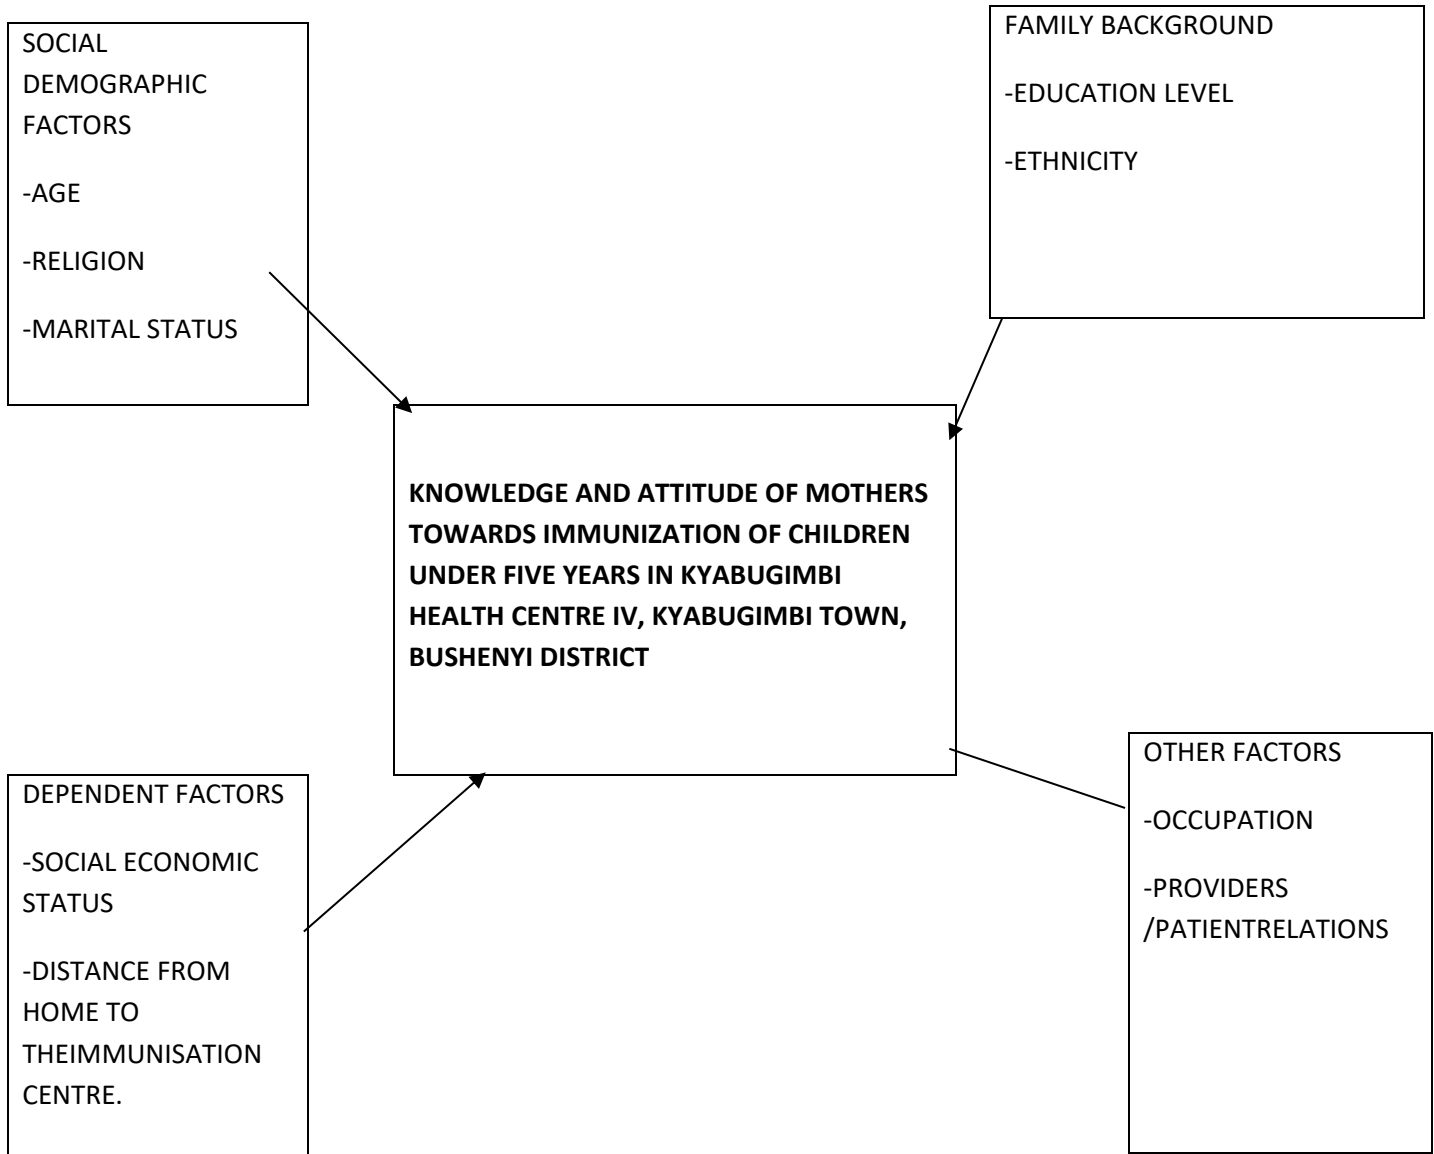 SOCIAL
DEMOGRAPHIC
FACTORS
-AGE
-RELIGION
-MARITAL STATUS
FAMILY BACKGROUND
-EDUCATION LEVEL
-ETHNICITY
KNOWLEDGE AND ATTITUDE OF MOTHERS
TOWARDS IMMUNIZATION OF CHILDREN
UNDER FIVE YEARS IN KYABUGIMBI
HEALTH CENTRE IV, KYABUGIMBI TOWN,
BUSHENYI DISTRICT
DEPENDENT FACTORS
-SOCIAL ECONOMIC
STATUS
-DISTANCE FROM
HOME TO
THEIMMUNISATION
CENTRE.
OTHER FACTORS
-OCCUPATION
-PROVIDERS
/PATIENTRELATIONS